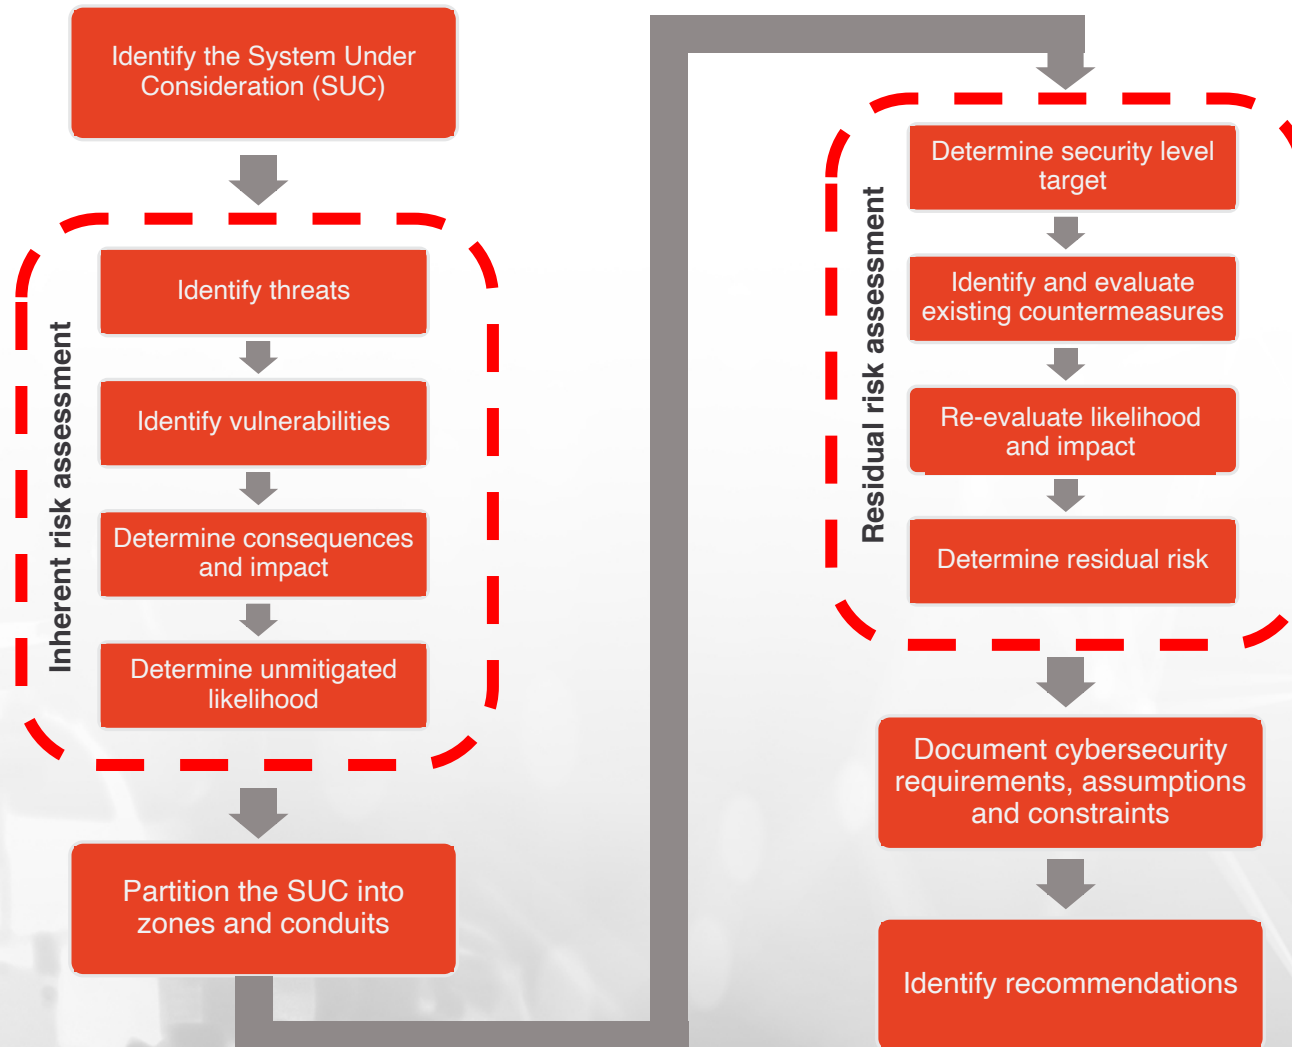 Identify the System Under
Consideration (SUC)
Inherent risk assessment
Identify threats
Identify vulnerabilities
Determine consequences
and impact
Determine unmitigated
likelihood
Partition the SUC into
zones and conduits
Residual risk assessment
Determine security level
target
Identify and evaluate
existing countermeasures
Re-evaluate likelihood
and impact
Determine residual risk
Document cybersecurity
requirements, assumptions
and constraints
Identify recommendations